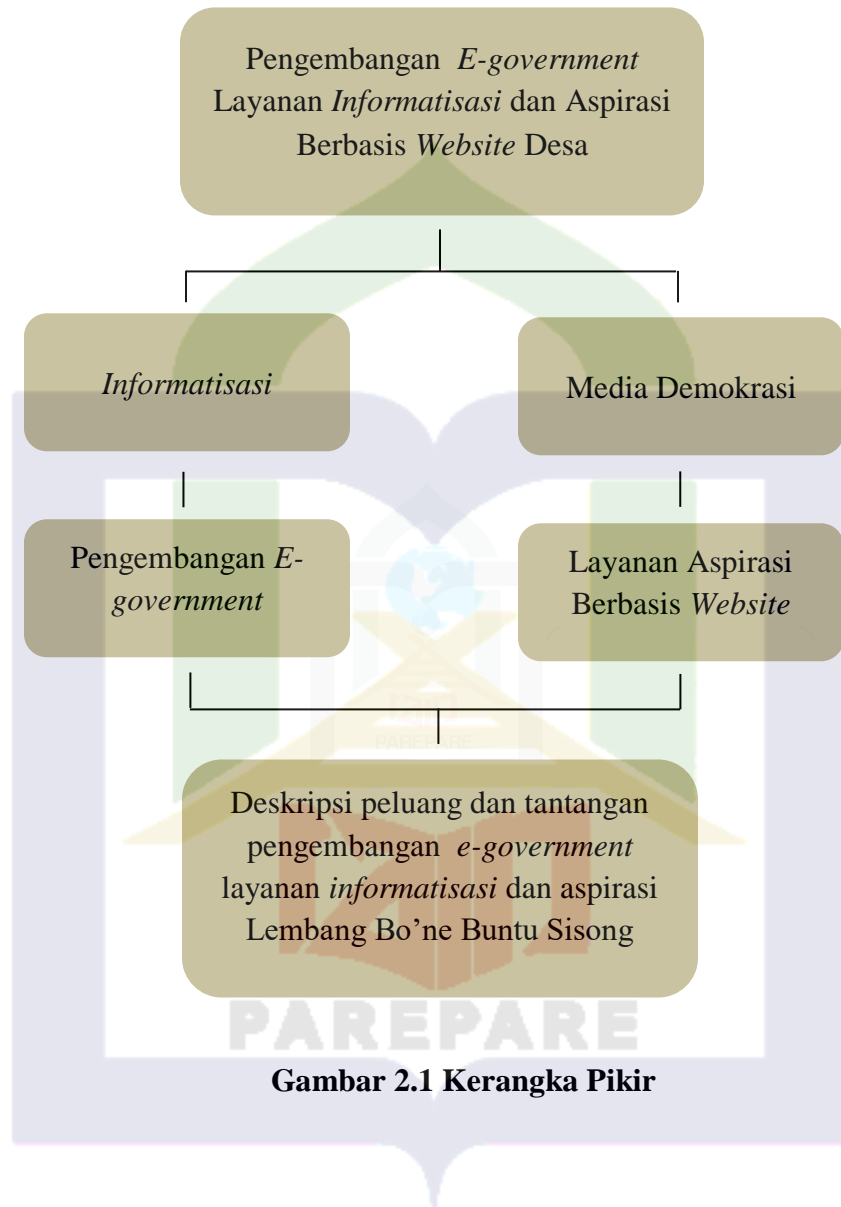 Pengembangan E-government
Layanan Informatisasi dan Aspirasi
Berbasis Website Desa
Informatisasi
Media Demokrasi
Pengembangan E-
government
Layanan Aspirasi
Berbasis Website
PAREPARE
Deskripsi peluang dan tantangan
pengembangan e-government
layanan informatisasi dan aspirasi
Lembang Bo’ne Buntu Sisong
PAREPARE
Gambar 2.1 Kerangka Pikir